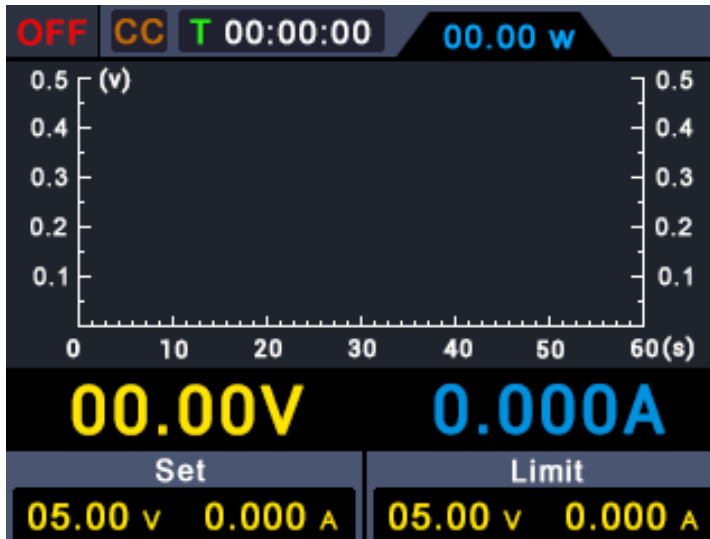 OFF CC T 00:00:00 00.00 w
0.5 (v) 0.5
0.4 0.4
0.3 0.3
0.2 0.2
0.1 0.1
0 10 20 30 40 50 60(s)
00.00V 0.000A
Set Limit
05.00 v 0.000 A 05.00 v 0.000 A